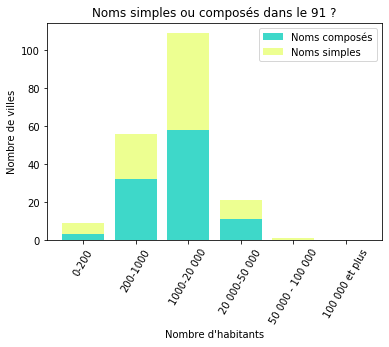 Noms simples ou composés dans le 91 ?
Noms composés
Noms simples
Nombre de villes
100
80
60
40
20
0
0-200
200-1000
1000-20 000
20 000-50 000
50 000 - 100 000
100 000 et plus
Nombre d'habitants